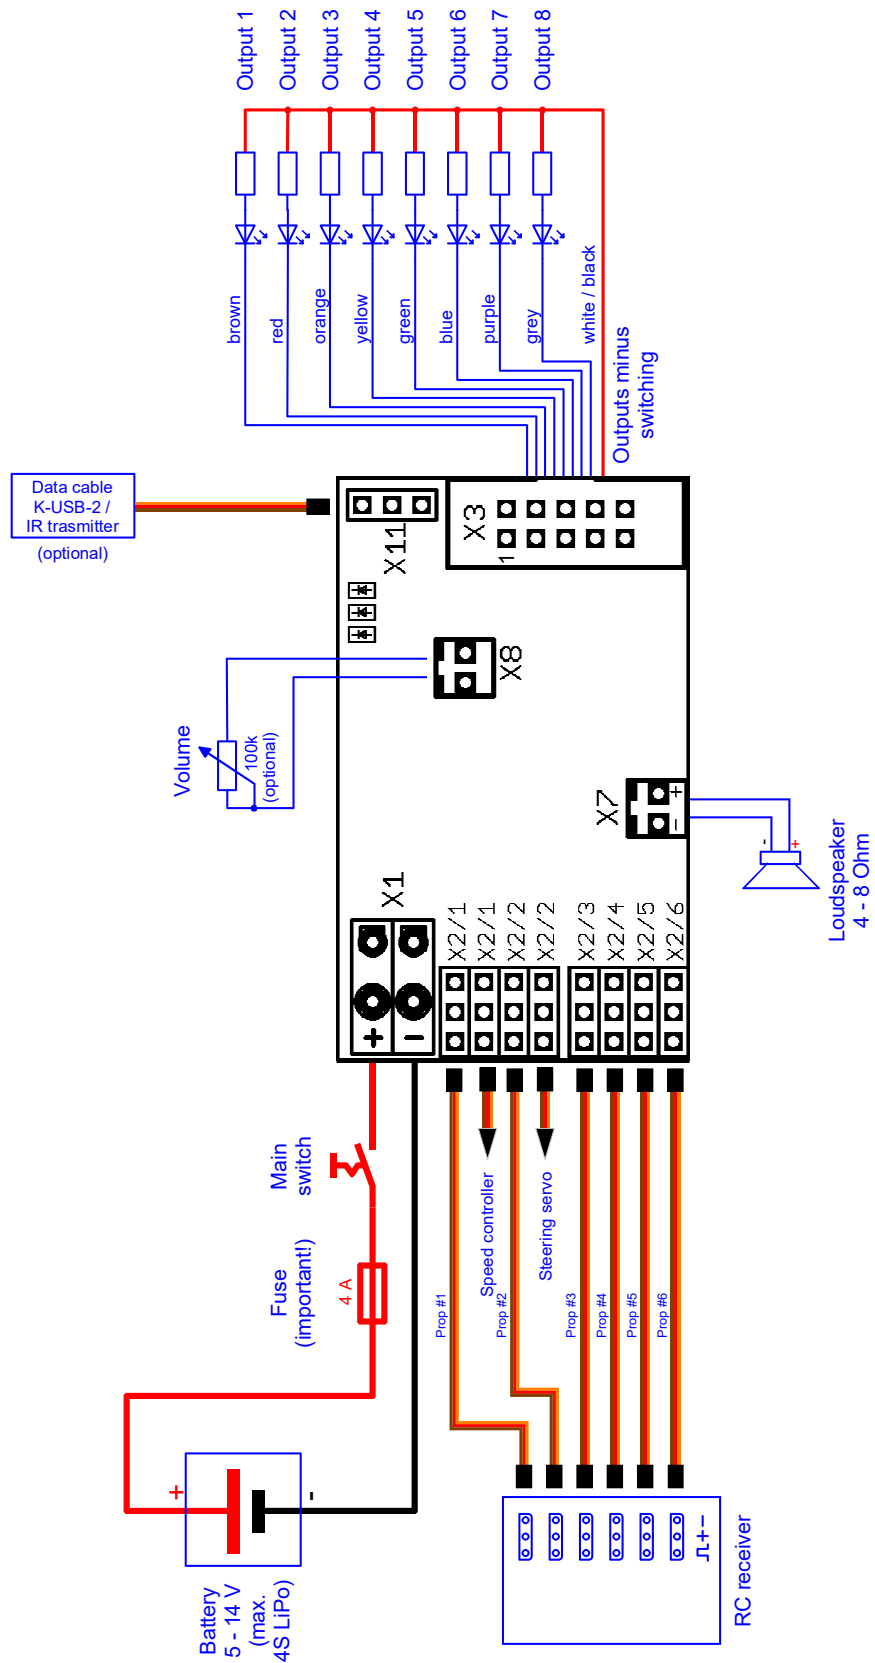 Output 1
Output 2
Output 3
Output 4
Output 5
Output 6
Output 7
Output 8
brown
red
orange
yellow
green
blue
purple
grey
white / black
Outputs minus
switching
Data cable
K-USB-2 /
IR trasmitter
(optional)
X11
X3
1
X8
Volume
100k
(optional)
X7
- +
- +
Loudspeaker
4 - 8 Ohm
X1
+ -
X2/1
X2/1
X2/2
X2/2
X2/3
X2/4
X2/5
X2/6
Main
switch
Fuse
(important!)
4 A
Speed controller
Steering servo
Prop #1
Prop #2
Prop #3
Prop #4
Prop #5
Prop #6
+ -
Battery
5 - 14 V
(max.
4S LiPo)
+ -
RC receiver